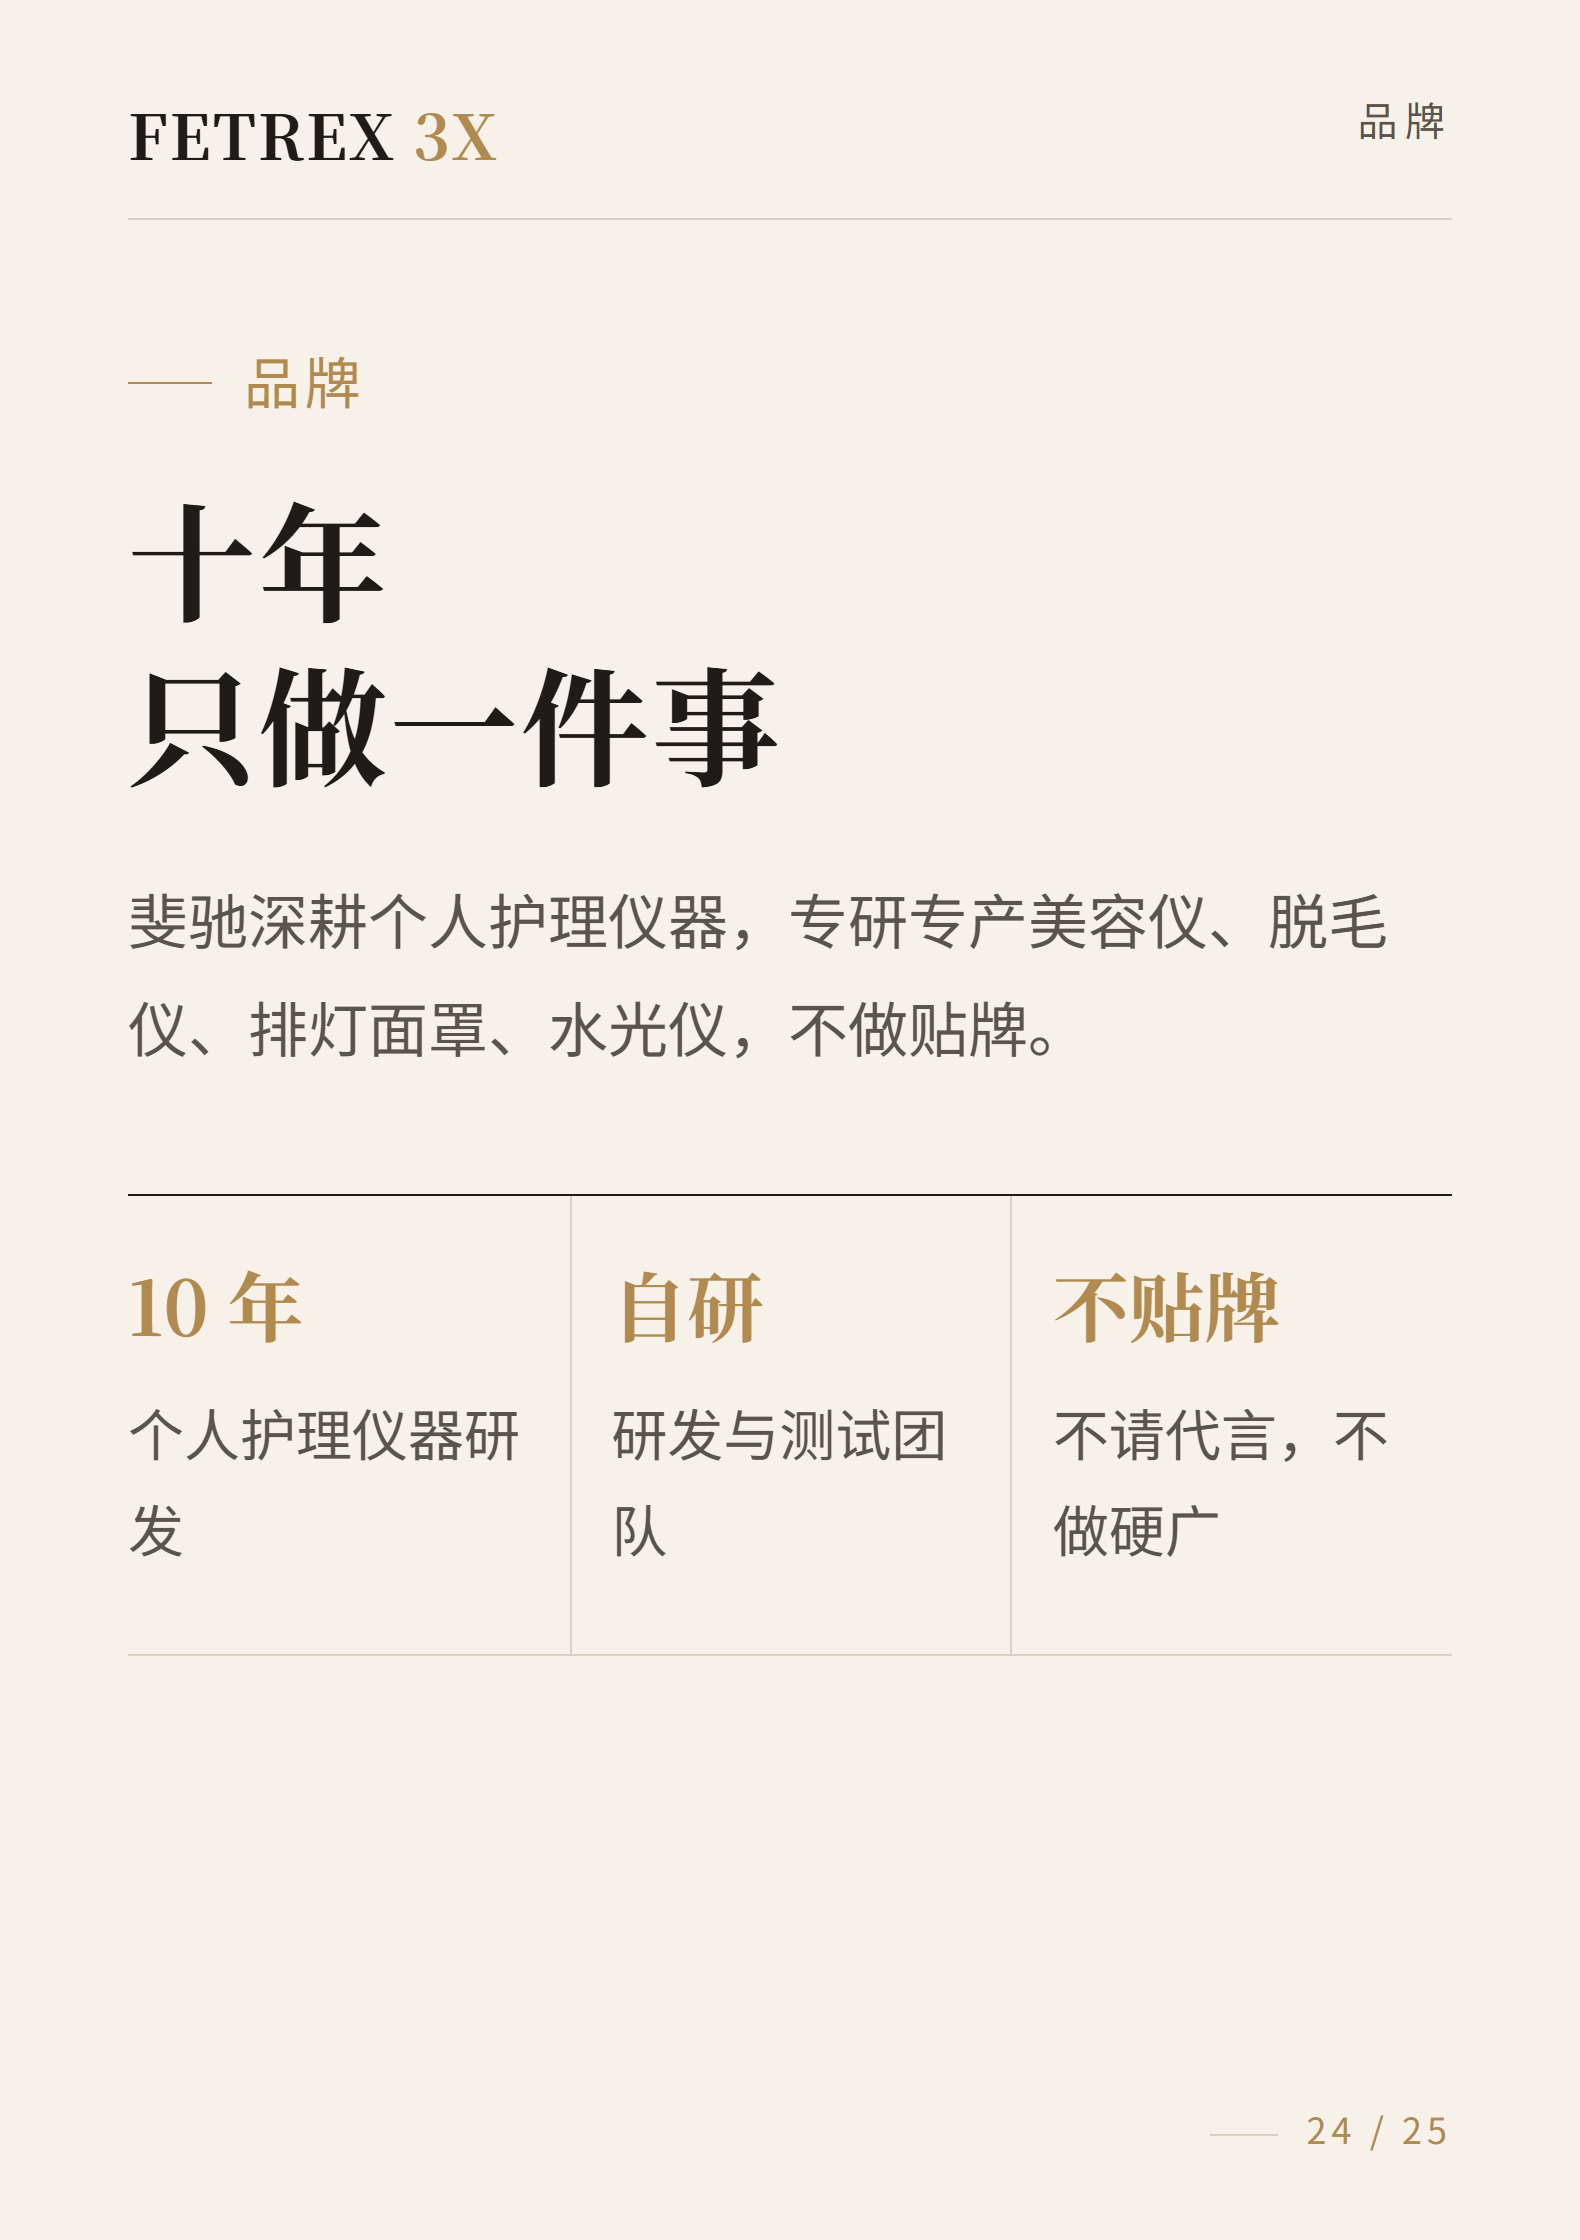 FETREX 3X
品牌
品牌
十年
只做一件事
斐驰深耕个人护理仪器，专研专产美容仪、脱毛
仪、排灯面罩、水光仪，不做贴牌。
10 年
个人护理仪器研
发
自研
研发与测试团
队
不贴牌
不请代言，不
做硬广
24 / 25